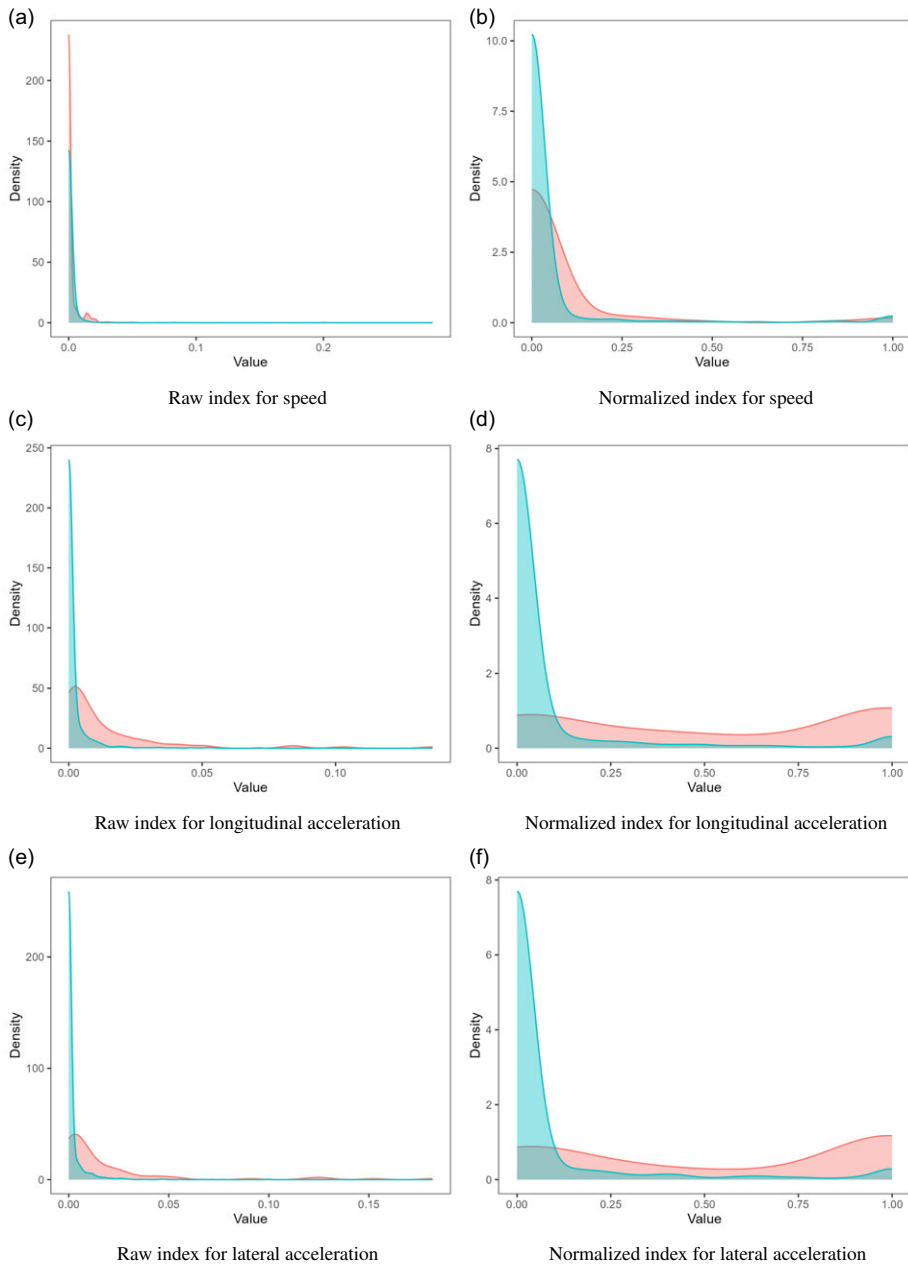 (a)
Density
200
150
100
50
0
0.0
0.1
0.2
Value
Raw index for speed
(b)
Density
10.0
7.5
5.0
2.5
0.0
0.00
0.25
0.50
0.75
1.00
Value
Normalized index for speed
(c)
Density
250
200
150
100
50
0
0.00
0.05
0.10
Value
Raw index for longitudinal acceleration
(d)
Density
8
6
4
2
0
0.00
0.25
0.50
0.75
1.00
Value
Normalized index for longitudinal acceleration
(e)
Density
200
100
0
0.00
0.05
0.10
0.15
Value
Raw index for lateral acceleration
(f)
Density
8
6
4
2
0
0.00
0.25
0.50
0.75
1.00
Value
Normalized index for lateral acceleration